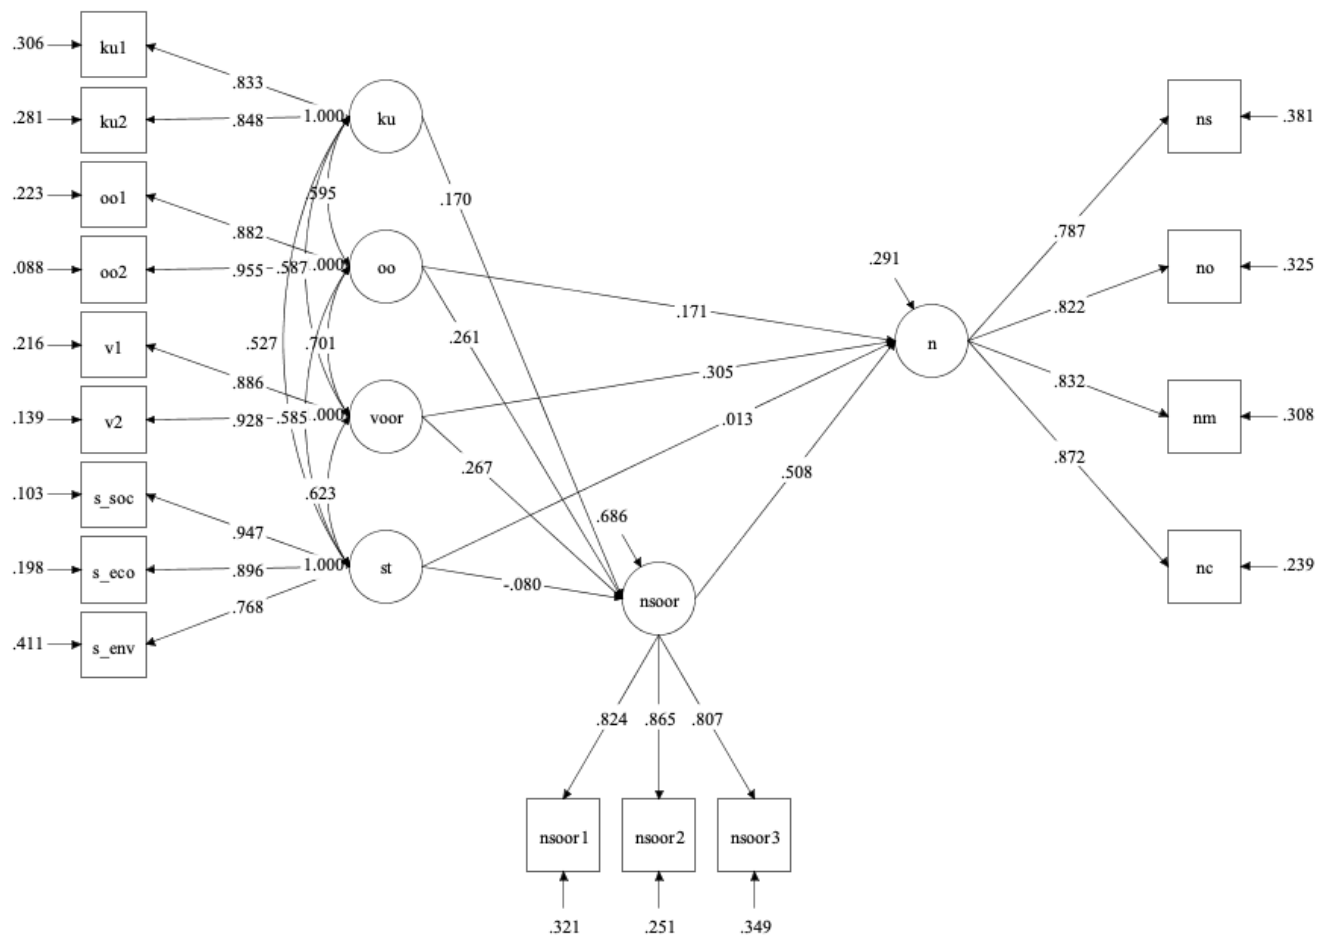 .306
ku1
.833
.281
ku2
.848
1.000
ku
.223
oo1
.882
.595
.170
.088
oo2
.955
.587
.000
oo
.216
v1
.886
.527
.701
.261
.171
.139
v2
.928
.585
.000
voor
.305
.013
.103
s_soc
.947
.623
.267
.508
.198
s_eco
.896
1.000
st
-.080
.686
nsoor
.411
s_env
.768
.291
n
.787
ns
.381
.822
no
.325
.832
nm
.308
.872
nc
.239
.824
.865
.807
nsoor1
nsoor2
nsoor3
.321
.251
.349